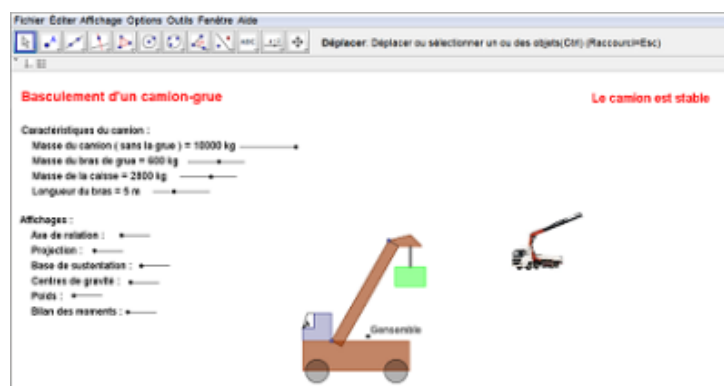 Fichier Éditer Affichage Options Outils Fenêtre Aide
ABC
Déplacer: Déplacer ou sélectionner un ou des objets(Ctrl) (Raccourci=Esc)
Basculement d'un camion-grue
Le camion est stable
Caractéristiques du camion :
Masse du camion ( sans la grue ) = 10000 kg
Masse du bras de grue = 600 kg
Masse de la caisse = 2800 kg
Longueur du bras = 5 m
Affichages :
Axe de rotation :
Projection :
Base de sustentation :
Centres de gravité :
Poids :
Bilan des moments :
Gensemble